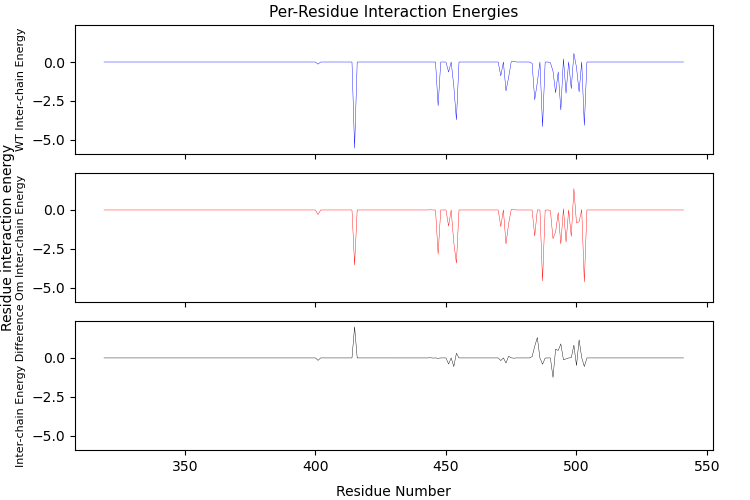 Per-Residue Interaction Energies
Residue interaction energy
WT Inter-chain Energy
0.0
−2.5
−5.0
Om Inter-chain Energy
0.0
−2.5
−5.0
Inter-chain Energy Difference
0.0
−2.5
−5.0
350
400
450
500
550
Residue Number